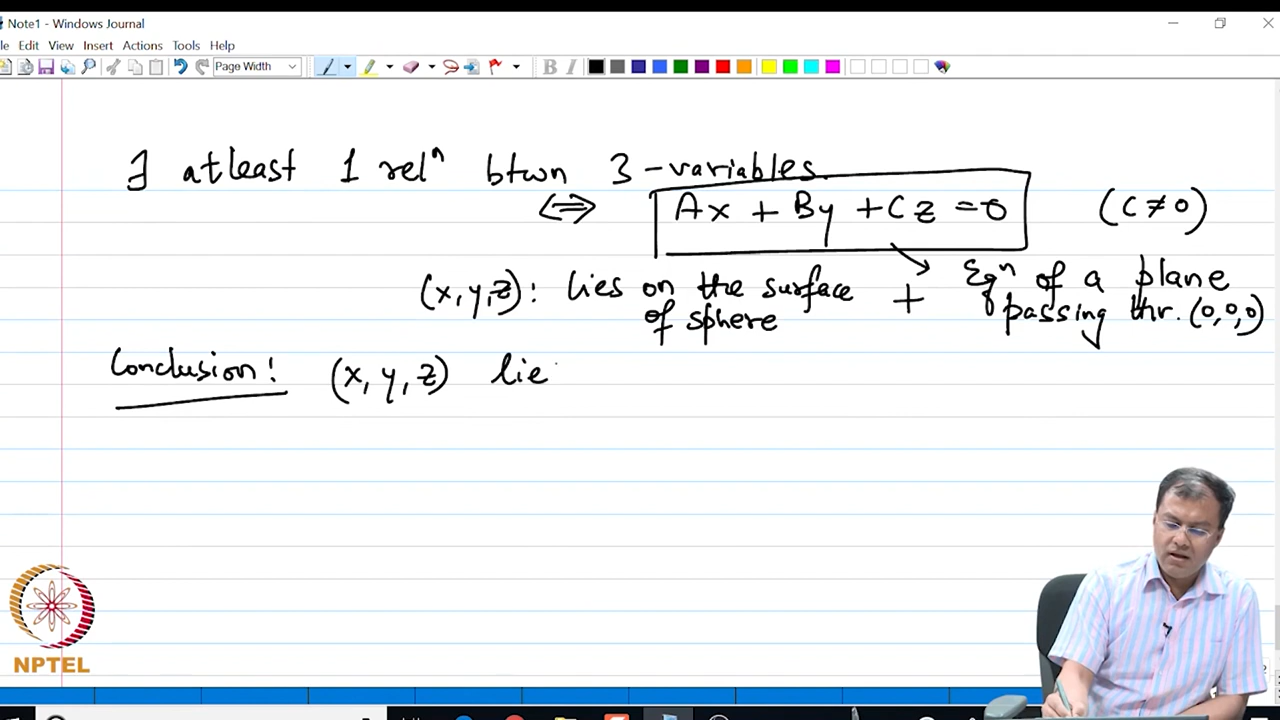 Note1 - Windows Journal
le Edit View Insert Actions Tools Help
Page Width B I
∃ atleast 1 relⁿ btwn 3-variables.
⟺ Ax + By + Cz = 0 (C ≠ 0)
(x, y, z) : lies on the surface of sphere + Eqⁿ of a plane passing thr. (0, 0, 0)
Conclusion: (x, y, z) lie
NPTEL